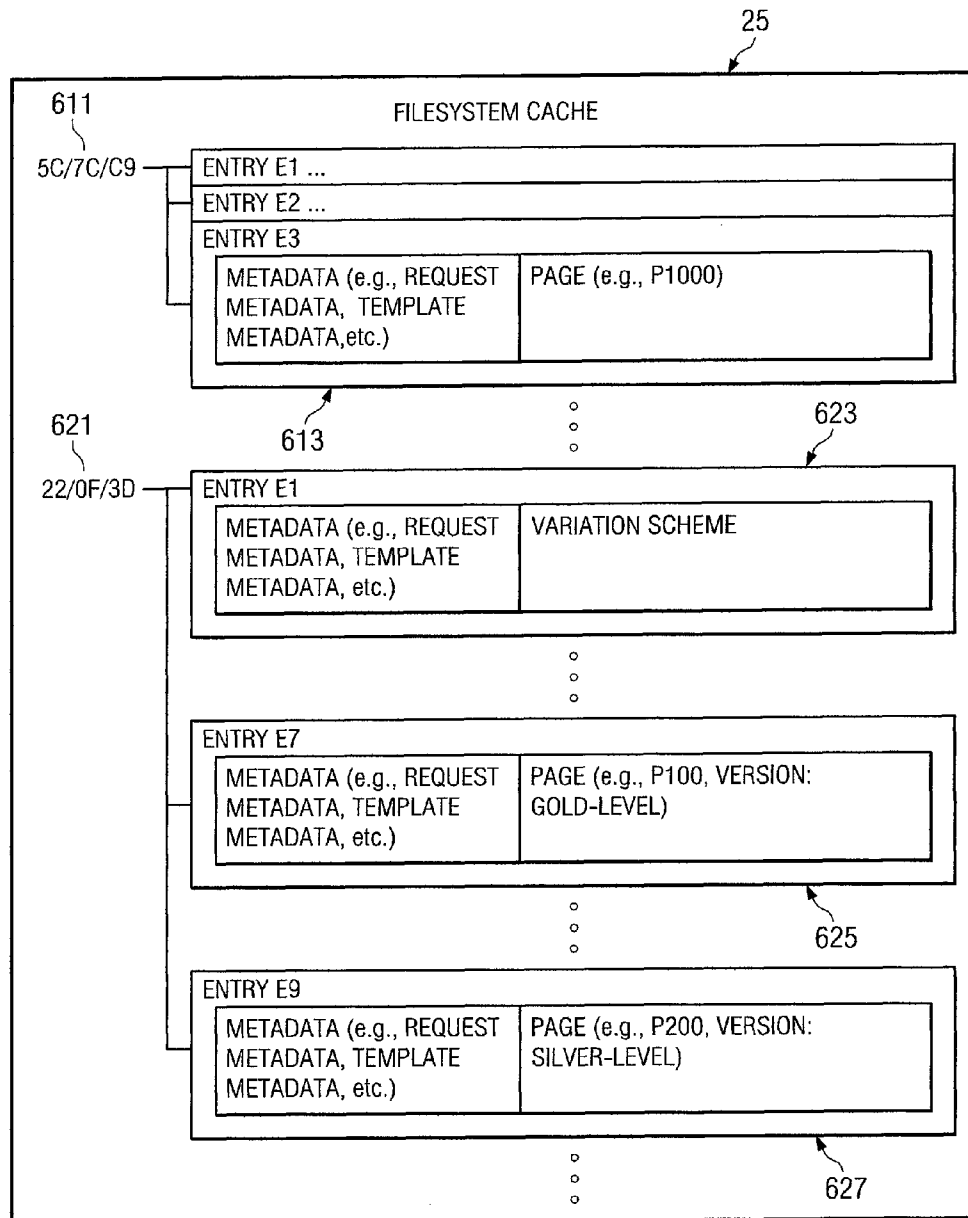 25
FILESYSTEM CACHE
611
5C/7C/C9
ENTRY E1 ...
ENTRY E2 ...
ENTRY E3
METADATA (e.g., REQUEST
METADATA, TEMPLATE
METADATA,etc.)
PAGE (e.g., P1000)
613
623
621
22/0F/3D
ENTRY E1
METADATA (e.g., REQUEST
METADATA, TEMPLATE
METADATA, etc.)
VARIATION SCHEME
ENTRY E7
METADATA (e.g., REQUEST
METADATA, TEMPLATE
METADATA, etc.)
PAGE (e.g., P100, VERSION:
GOLD-LEVEL)
625
ENTRY E9
METADATA (e.g., REQUEST
METADATA, TEMPLATE
METADATA, etc.)
PAGE (e.g., P200, VERSION:
SILVER-LEVEL)
627